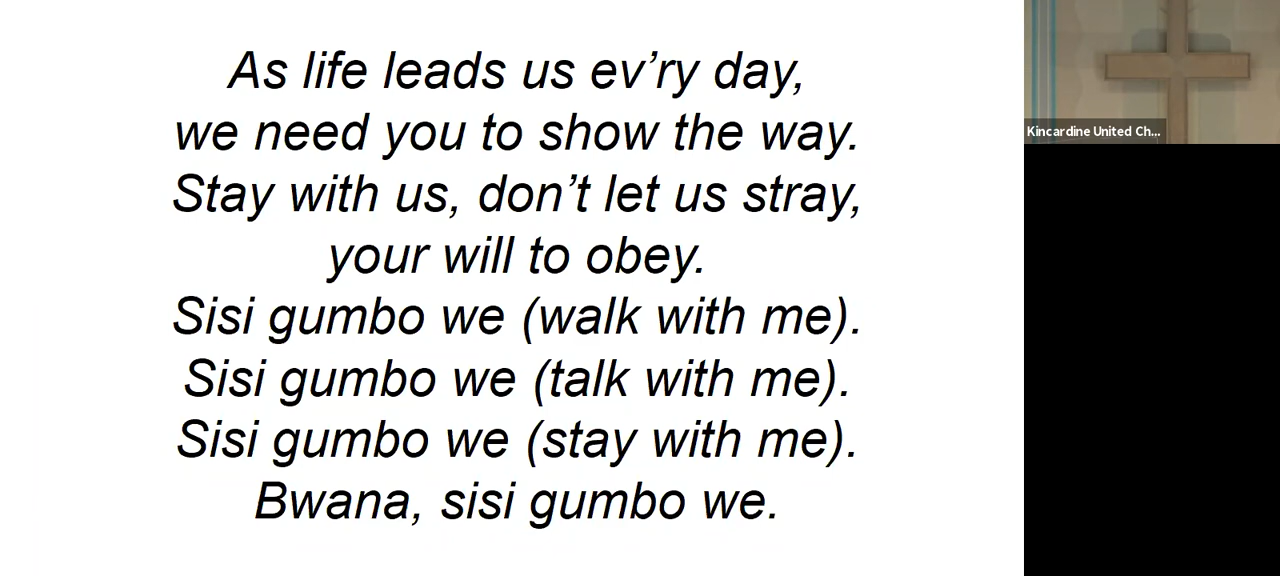 As life leads us ev’ry day,
we need you to show the way.
Stay with us, don’t let us stray,
your will to obey.
Sisi gumbo we (walk with me).
Sisi gumbo we (talk with me).
Sisi gumbo we (stay with me).
Bwana, sisi gumbo we.
Kincardine United Ch...